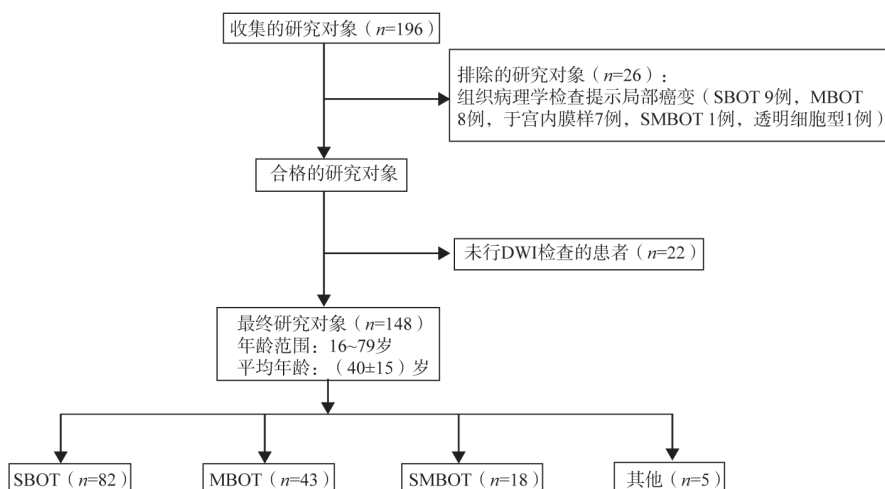 收集的研究对象（n=196）
排除的研究对象（n=26）：
组织病理学检查提示局部癌变（SBOT 9例，MBOT
8例，于宫内膜样7例，SMBOT 1例，透明细胞型1例）
合格的研究对象
未行DWI检查的患者（n=22）
最终研究对象（n=148）
年龄范围：16~79岁
平均年龄：（40±15）岁
SBOT（n=82）
MBOT（n=43）
SMBOT（n=18）
其他（n=5）